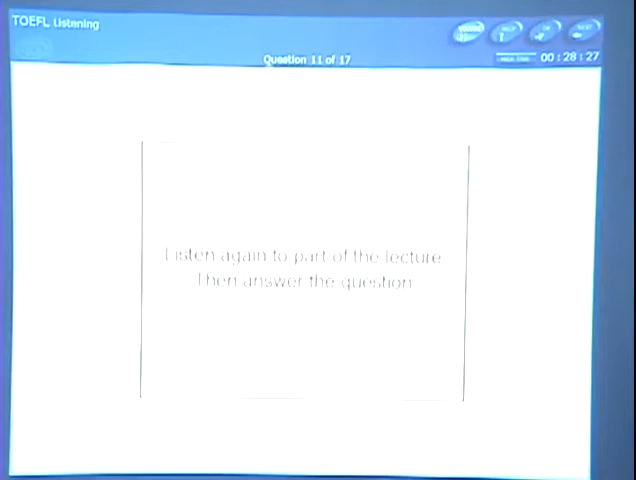 TOEFL Listening
Question 11 of 17
00 : 28 : 27
Listen again to part of the lecture
Then answer the question